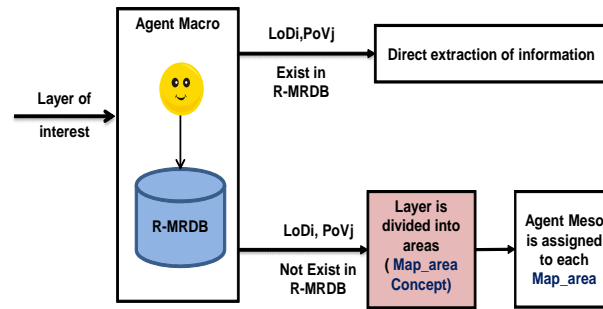 Agent Macro
Layer of
interest
R-MRDB
LoDi,PoVj
Exist in
R-MRDB
Direct extraction of information
LoDi, PoVj
Not Exist in
R-MRDB
Layer is
divided into
areas
( Map_area
Concept)
Agent Meso
is assigned
to each
Map_area